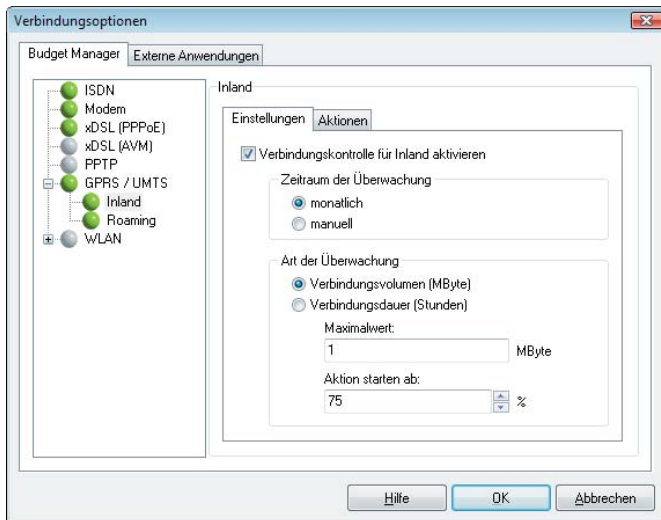 Verbindungsoptionen
Budget Manager
Externe Anwendungen
ISDN
Modem
xDSL (PPPoE)
xDSL (AVM)
PPTP
GPRS / UMTS
Inland
Roaming
WLAN
Inland
Einstellungen
Aktionen
Verbindungskontrolle für Inland aktivieren
Zeitraum der Überwachung
monatlich
manuell
Art der Überwachung
Verbindungsvolumen (MByte)
Verbindungsdauer (Stunden)
Maximalwert:
1 MByte
Aktion starten ab:
75 %
Hilfe
OK
Abbrechen